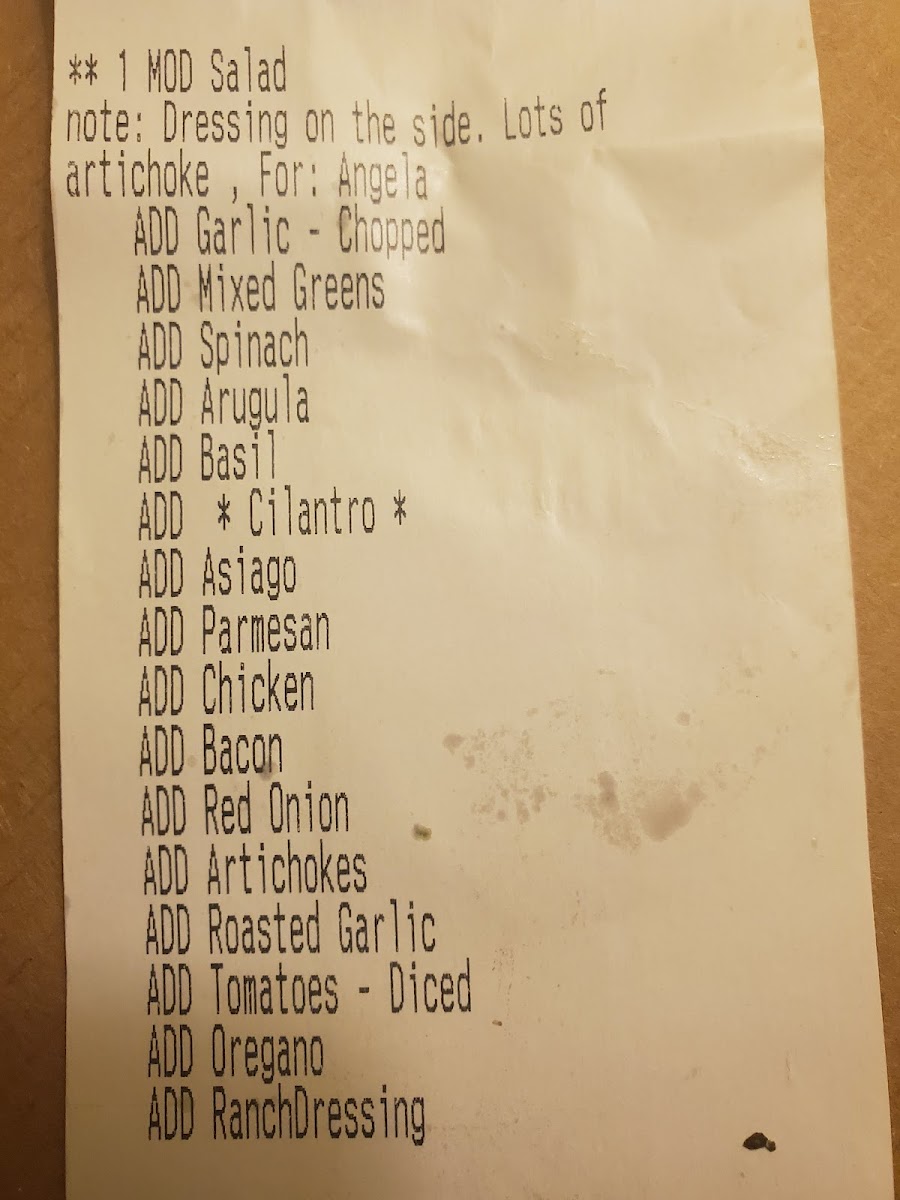 ** 1 MOD Salad
note: Dressing on the side. Lots of
artichoke , For: Angela
ADD Garlic - Chopped
ADD Mixed Greens
ADD Spinach
ADD Arugula
ADD Basil
ADD * Cilantro *
ADD Asiago
ADD Parmesan
ADD Chicken
ADD Bacon
ADD Red Onion
ADD Artichokes
ADD Roasted Garlic
ADD Tomatoes - Diced
ADD Oregano
ADD RanchDressing